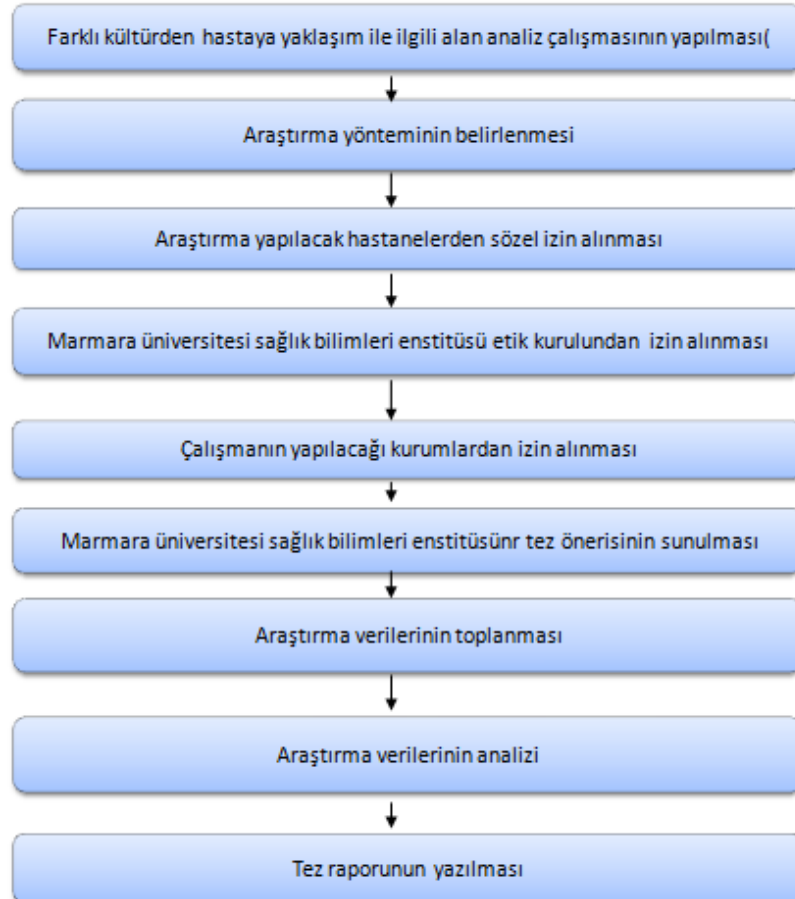 Farklı kültürden hastaya yaklaşım ile ilgili alan analiz çalışmasının yapılması(
Araştırma yönteminin belirlenmesi
Araştırma yapılacak hastanelerden sözel izin alınması
Marmara üniversitesi sağlık bilimleri enstitüsü etik kurulundan izin alınması
Çalışmanın yapılacağı kurumlardan izin alınması
Marmara üniversitesi sağlık bilimleri enstitüsünr tez önerisinin sunulması
Araştırma verilerinin toplanması
Araştırma verilerinin analizi
Tez raporunun yazılması